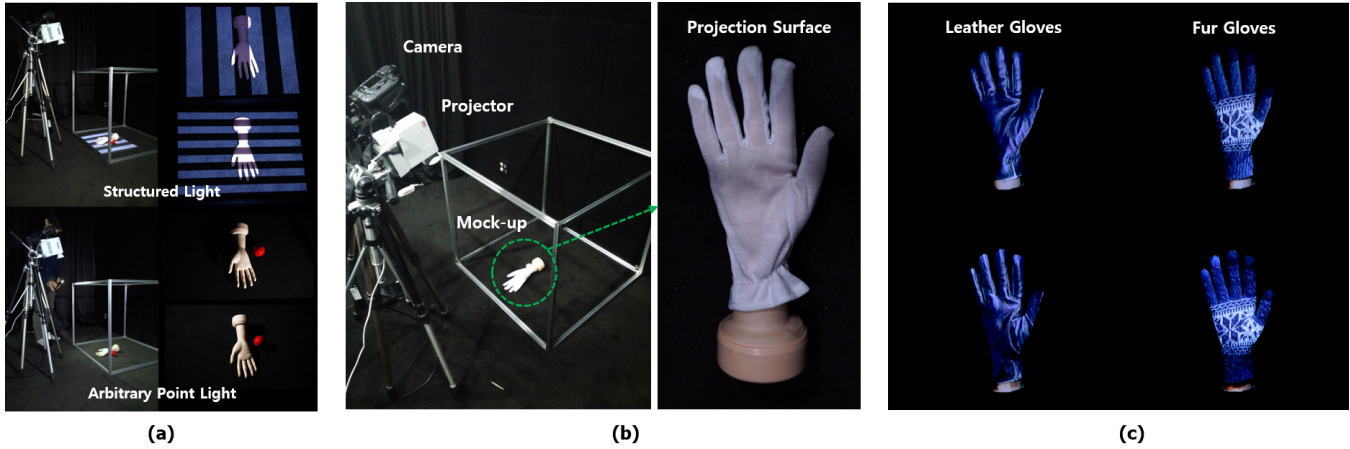 Structured Light
Arbitrary Point Light
(a)
Camera
Projector
Mock-up
Projection Surface
(b)
Leather Gloves
Fur Gloves
(c)